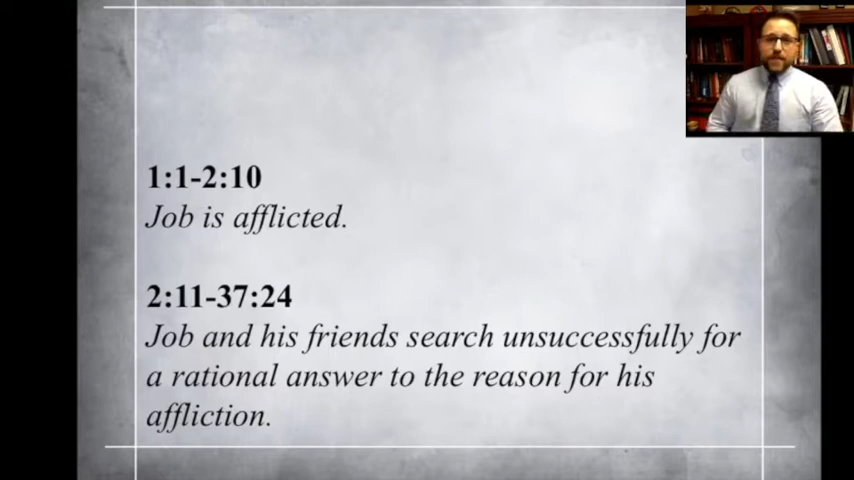 1:1-2:10
Job is afflicted.
2:11-37:24
Job and his friends search unsuccessfully for
a rational answer to the reason for his
affliction.